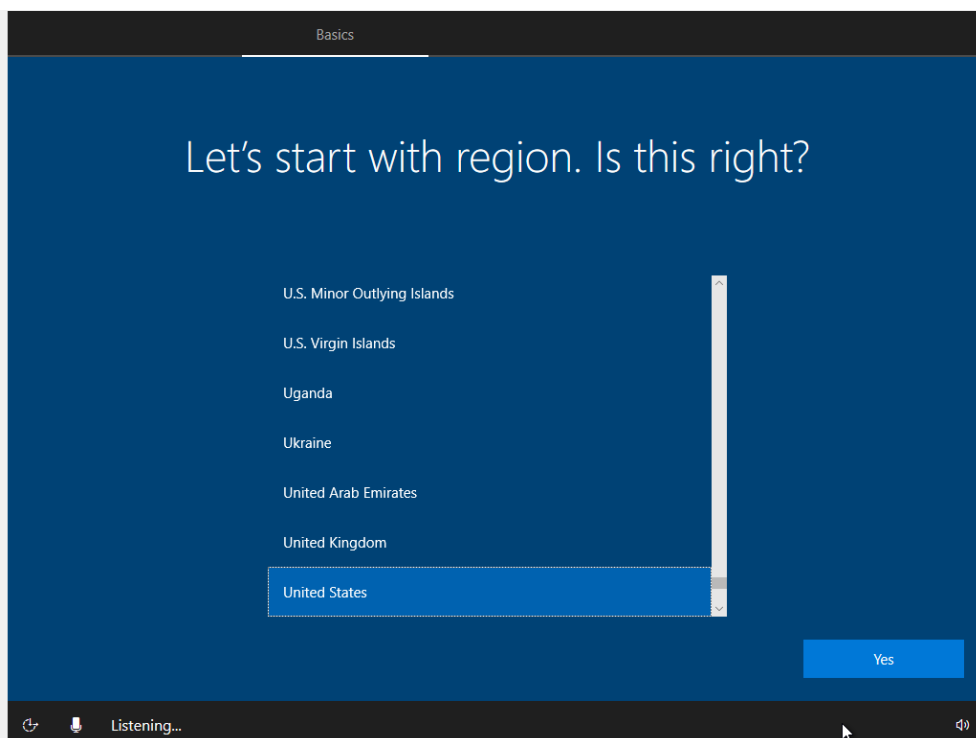 Basics
Let's start with region. Is this right?
U.S. Minor Outlying Islands
U.S. Virgin Islands
Uganda
Ukraine
United Arab Emirates
United Kingdom
United States
Yes
Listening...